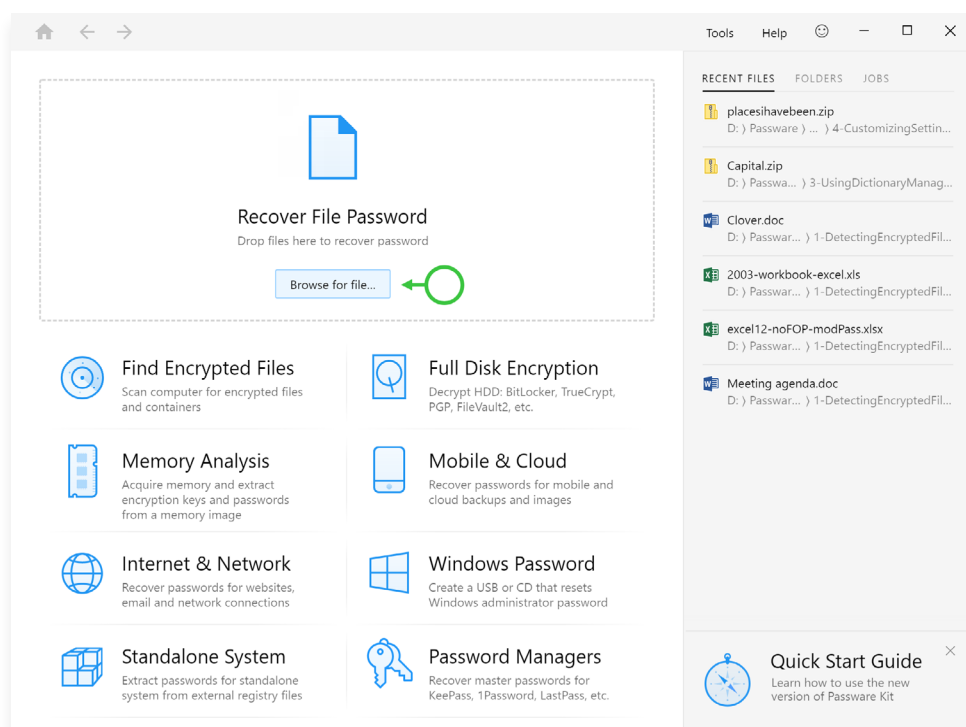 Tools Help
RECENT FILES FOLDERS JOBS
placesihavebeen.zip
D: ⟩ Passware ⟩ ... ⟩ 4-CustomizingSettin...
Capital.zip
D: ⟩ Passwa... ⟩ 3-UsingDictionaryManag...
Clover.doc
D: ⟩ Passwar... ⟩ 1-DetectingEncryptedFil...
2003-workbook-excel.xls
D: ⟩ Passwar... ⟩ 1-DetectingEncryptedFil...
excel12-noFOP-modPass.xlsx
D: ⟩ Passwar... ⟩ 1-DetectingEncryptedFil...
Meeting agenda.doc
D: ⟩ Passwar... ⟩ 1-DetectingEncryptedFil...
Recover File Password
Drop files here to recover password
Browse for file...
Find Encrypted Files
Scan computer for encrypted files
and containers
Full Disk Encryption
Decrypt HDD: BitLocker, TrueCrypt,
PGP, FileVault2, etc.
Memory Analysis
Acquire memory and extract
encryption keys and passwords
from a memory image
Mobile & Cloud
Recover passwords for mobile and
cloud backups and images
Internet & Network
Recover passwords for websites,
email and network connections
Windows Password
Create a USB or CD that resets
Windows administrator password
Standalone System
Extract passwords for standalone
system from external registry files
Password Managers
Recover master passwords for
KeePass, 1Password, LastPass, etc.
Quick Start Guide
Learn how to use the new
version of Passware Kit